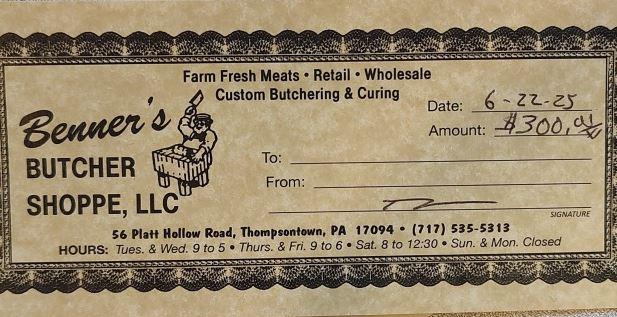 Farm Fresh Meats • Retail • Wholesale
Custom Butchering & Curing
Benner's
BUTCHER
SHOPPE, LLC
Date: 6-22-25
Amount: $300,
To:
From:
SIGNATURE
56 Platt Hollow Road, Thompsontown, PA 17094 • (717) 535-5313
HOURS: Tues. & Wed. 9 to 5 • Thurs. & Fri. 9 to 6 • Sat. 8 to 12:30 • Sun. & Mon. Closed